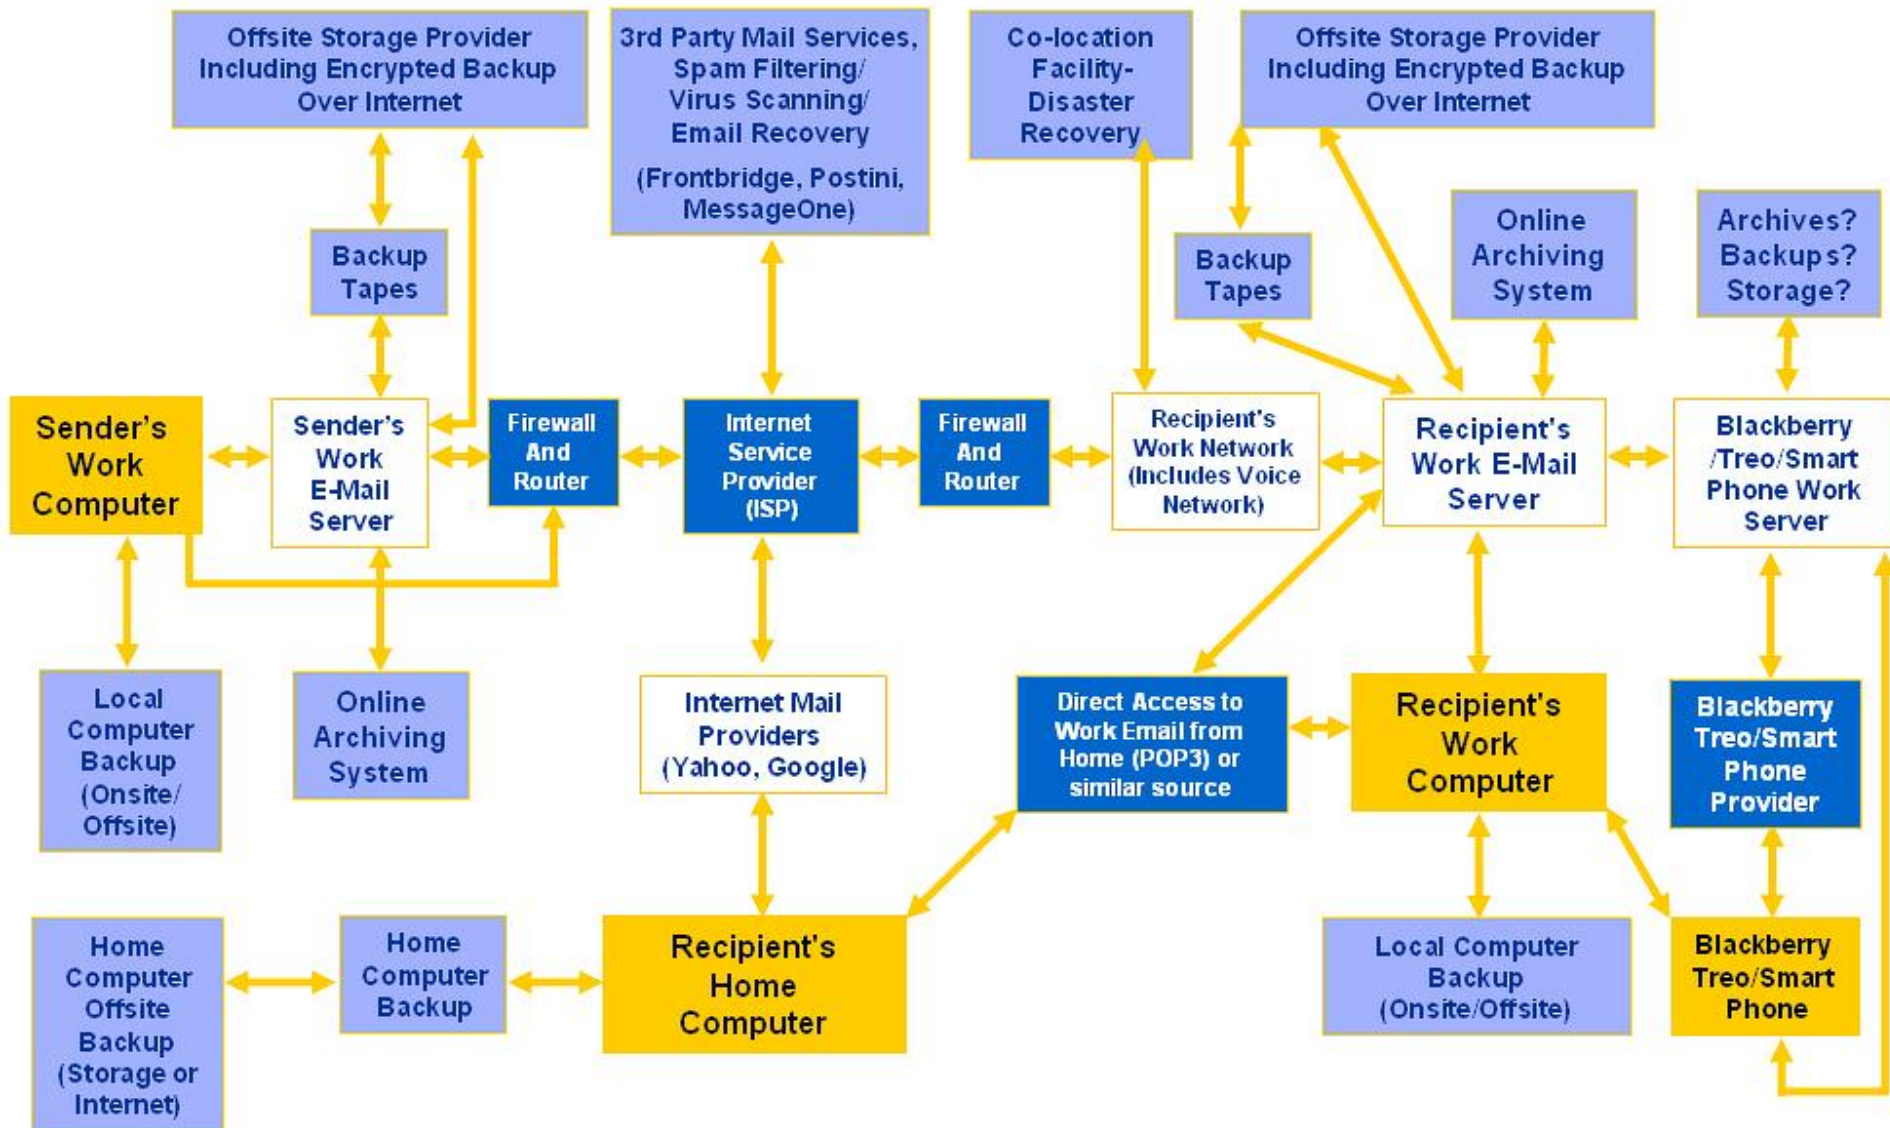 Offsite Storage Provider
Including Encrypted Backup
Over Internet
3rd Party Mail Services,
Spam Filtering/
Virus Scanning/
Email Recovery
(Frontbridge, Postini,
MessageOne)
Co-location
Facility-
Disaster
Recovery
Offsite Storage Provider
Including Encrypted Backup
Over Internet
Backup
Tapes
Backup
Tapes
Online
Archiving
System
Archives?
Backups?
Storage?
Sender's
Work
Computer
Sender's
Work
E-Mail
Server
Firewall
And
Router
Internet
Service
Provider
(ISP)
Firewall
And
Router
Recipient's
Work Network
(Includes Voice
Network)
Recipient's
Work E-Mail
Server
Blackberry
/Treo/Smart
Phone Work
Server
Local
Computer
Backup
(Onsite/
Offsite)
Online
Archiving
System
Internet Mail
Providers
(Yahoo, Google)
Direct Access to
Work Email from
Home (POP3) or
similar source
Recipient's
Work
Computer
Blackberry
Treo/Smart
Phone
Provider
Home
Computer
Offsite
Backup
(Storage or
Internet)
Home
Computer
Backup
Recipient's
Home
Computer
Local Computer
Backup
(Onsite/Offsite)
Blackberry
Treo/Smart
Phone